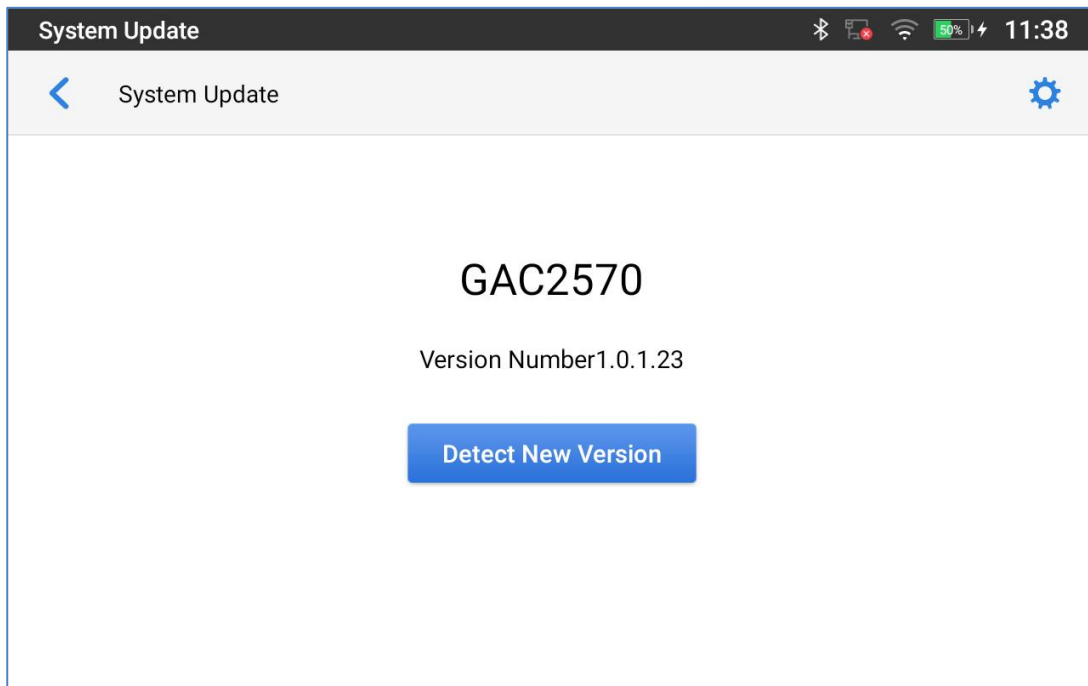 System Update 50% 11:38
System Update
GAC2570
Version Number1.0.1.23
Detect New Version